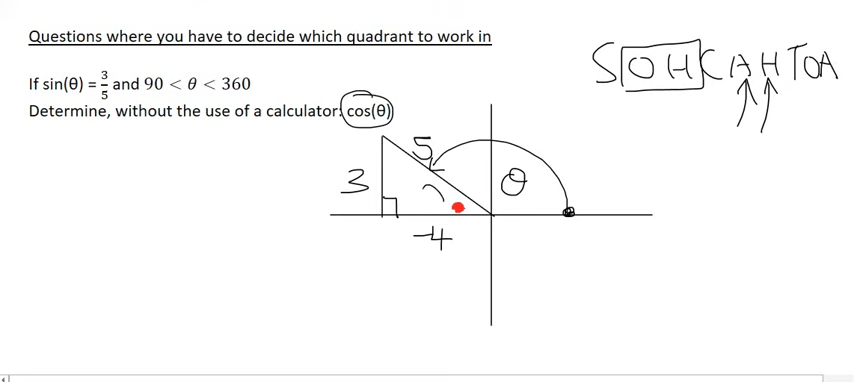 Questions where you have to decide which quadrant to work in
SOHCAHTOA
If sin(θ) = 3/5 and 90 < θ < 360
Determine, without the use of a calculator: cos(θ)
5
3
θ
-4